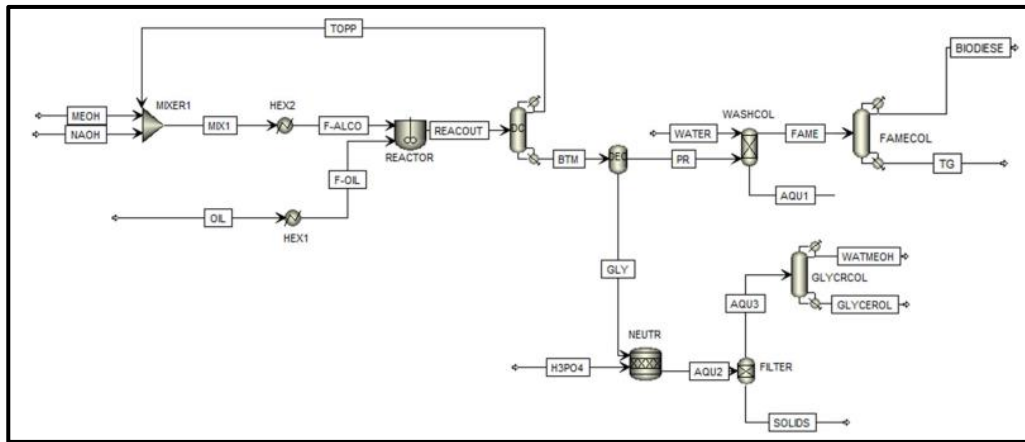 TOPP
BIODIESE
MEOH
MIXER1
NAOH
MIX1
HEX2
F-ALCO
REACTOR
REACOUT
DC
WASHCOL
WATER
FAME
FAMECOL
BTM
DEC
PR
TG
F-OIL
AQU1
OIL
HEX1
GLY
WATMEOH
GLYCRCOL
GLYCEROL
AQU3
NEUTR
H3PO4
AQU2
FILTER
SOLIDS